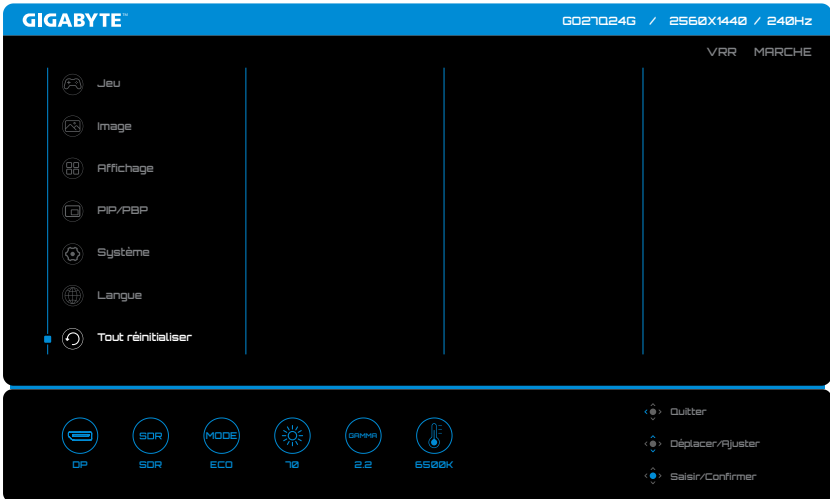 GIGABYTE™
GO27Q24G / 2560X1440 / 240Hz
VRR MARCHE
Jeu
Image
Affichage
PIP/PBP
Système
Langue
Tout réinitialiser
SDR MODE GAMMA
DP SDR ECO 70 2.2 6500K
Quitter
Déplacer/Ajuster
Saisir/Confirmer